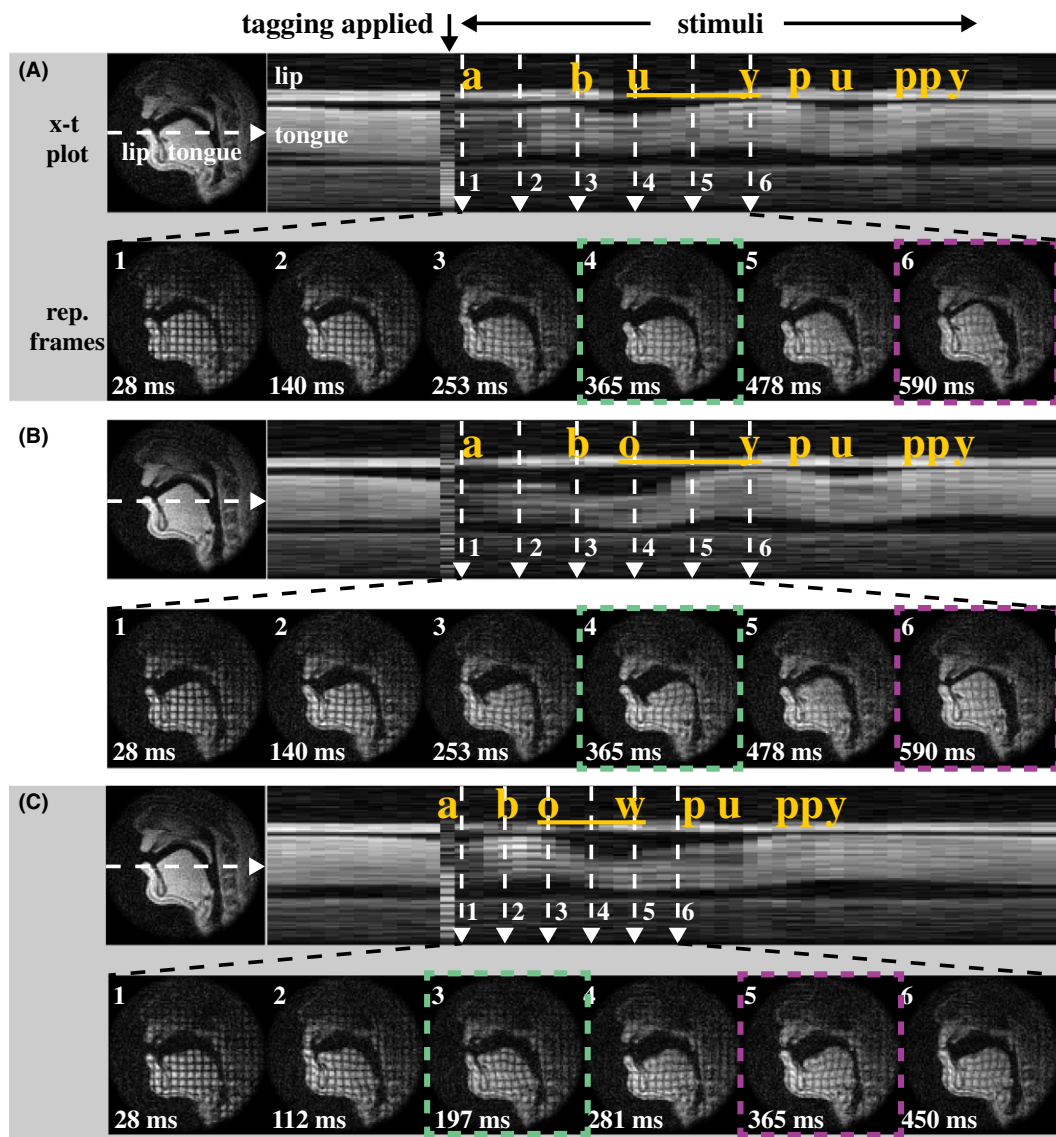 tagging applied stimuli
(A)
x-t
plot
lip tongue
lip
tongue
a b u y p u ppy
1 2 3 4 5 6
rep.
frames
1 2 3 4 5 6
28 ms 140 ms 253 ms 365 ms 478 ms 590 ms
(B)
a b o y p u ppy
1 2 3 4 5 6
1 2 3 4 5 6
28 ms 140 ms 253 ms 365 ms 478 ms 590 ms
(C)
a b o w p u ppy
1 2 3 4 5 6
1 2 3 4 5 6
28 ms 112 ms 197 ms 281 ms 365 ms 450 ms